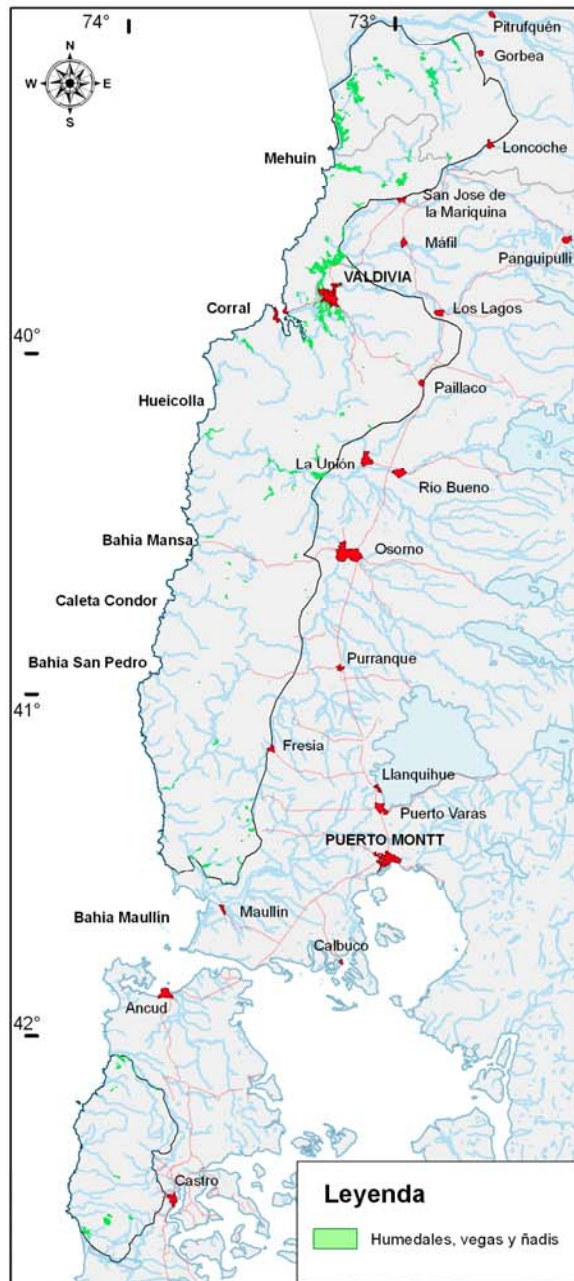 74°
73°
Pitrufquén
Gorbea
N
W E
S
Loncoche
Mehuin
San Jose de
la Mariquina
Máfil
Panguipulli
VALDIVIA
Corral
Los Lagos
40°
Paillaco
Hueicolla
La Unión
Rio Bueno
Bahia Mansa
Osorno
Caleta Condor
Bahia San Pedro
Purranque
41°
Fresia
Llanquihue
Puerto Varas
PUERTO MONTT
Bahia Maullin
Maullin
Calbuco
Ancud
42°
Castro
Leyenda
Humedales, vegas y ñadis